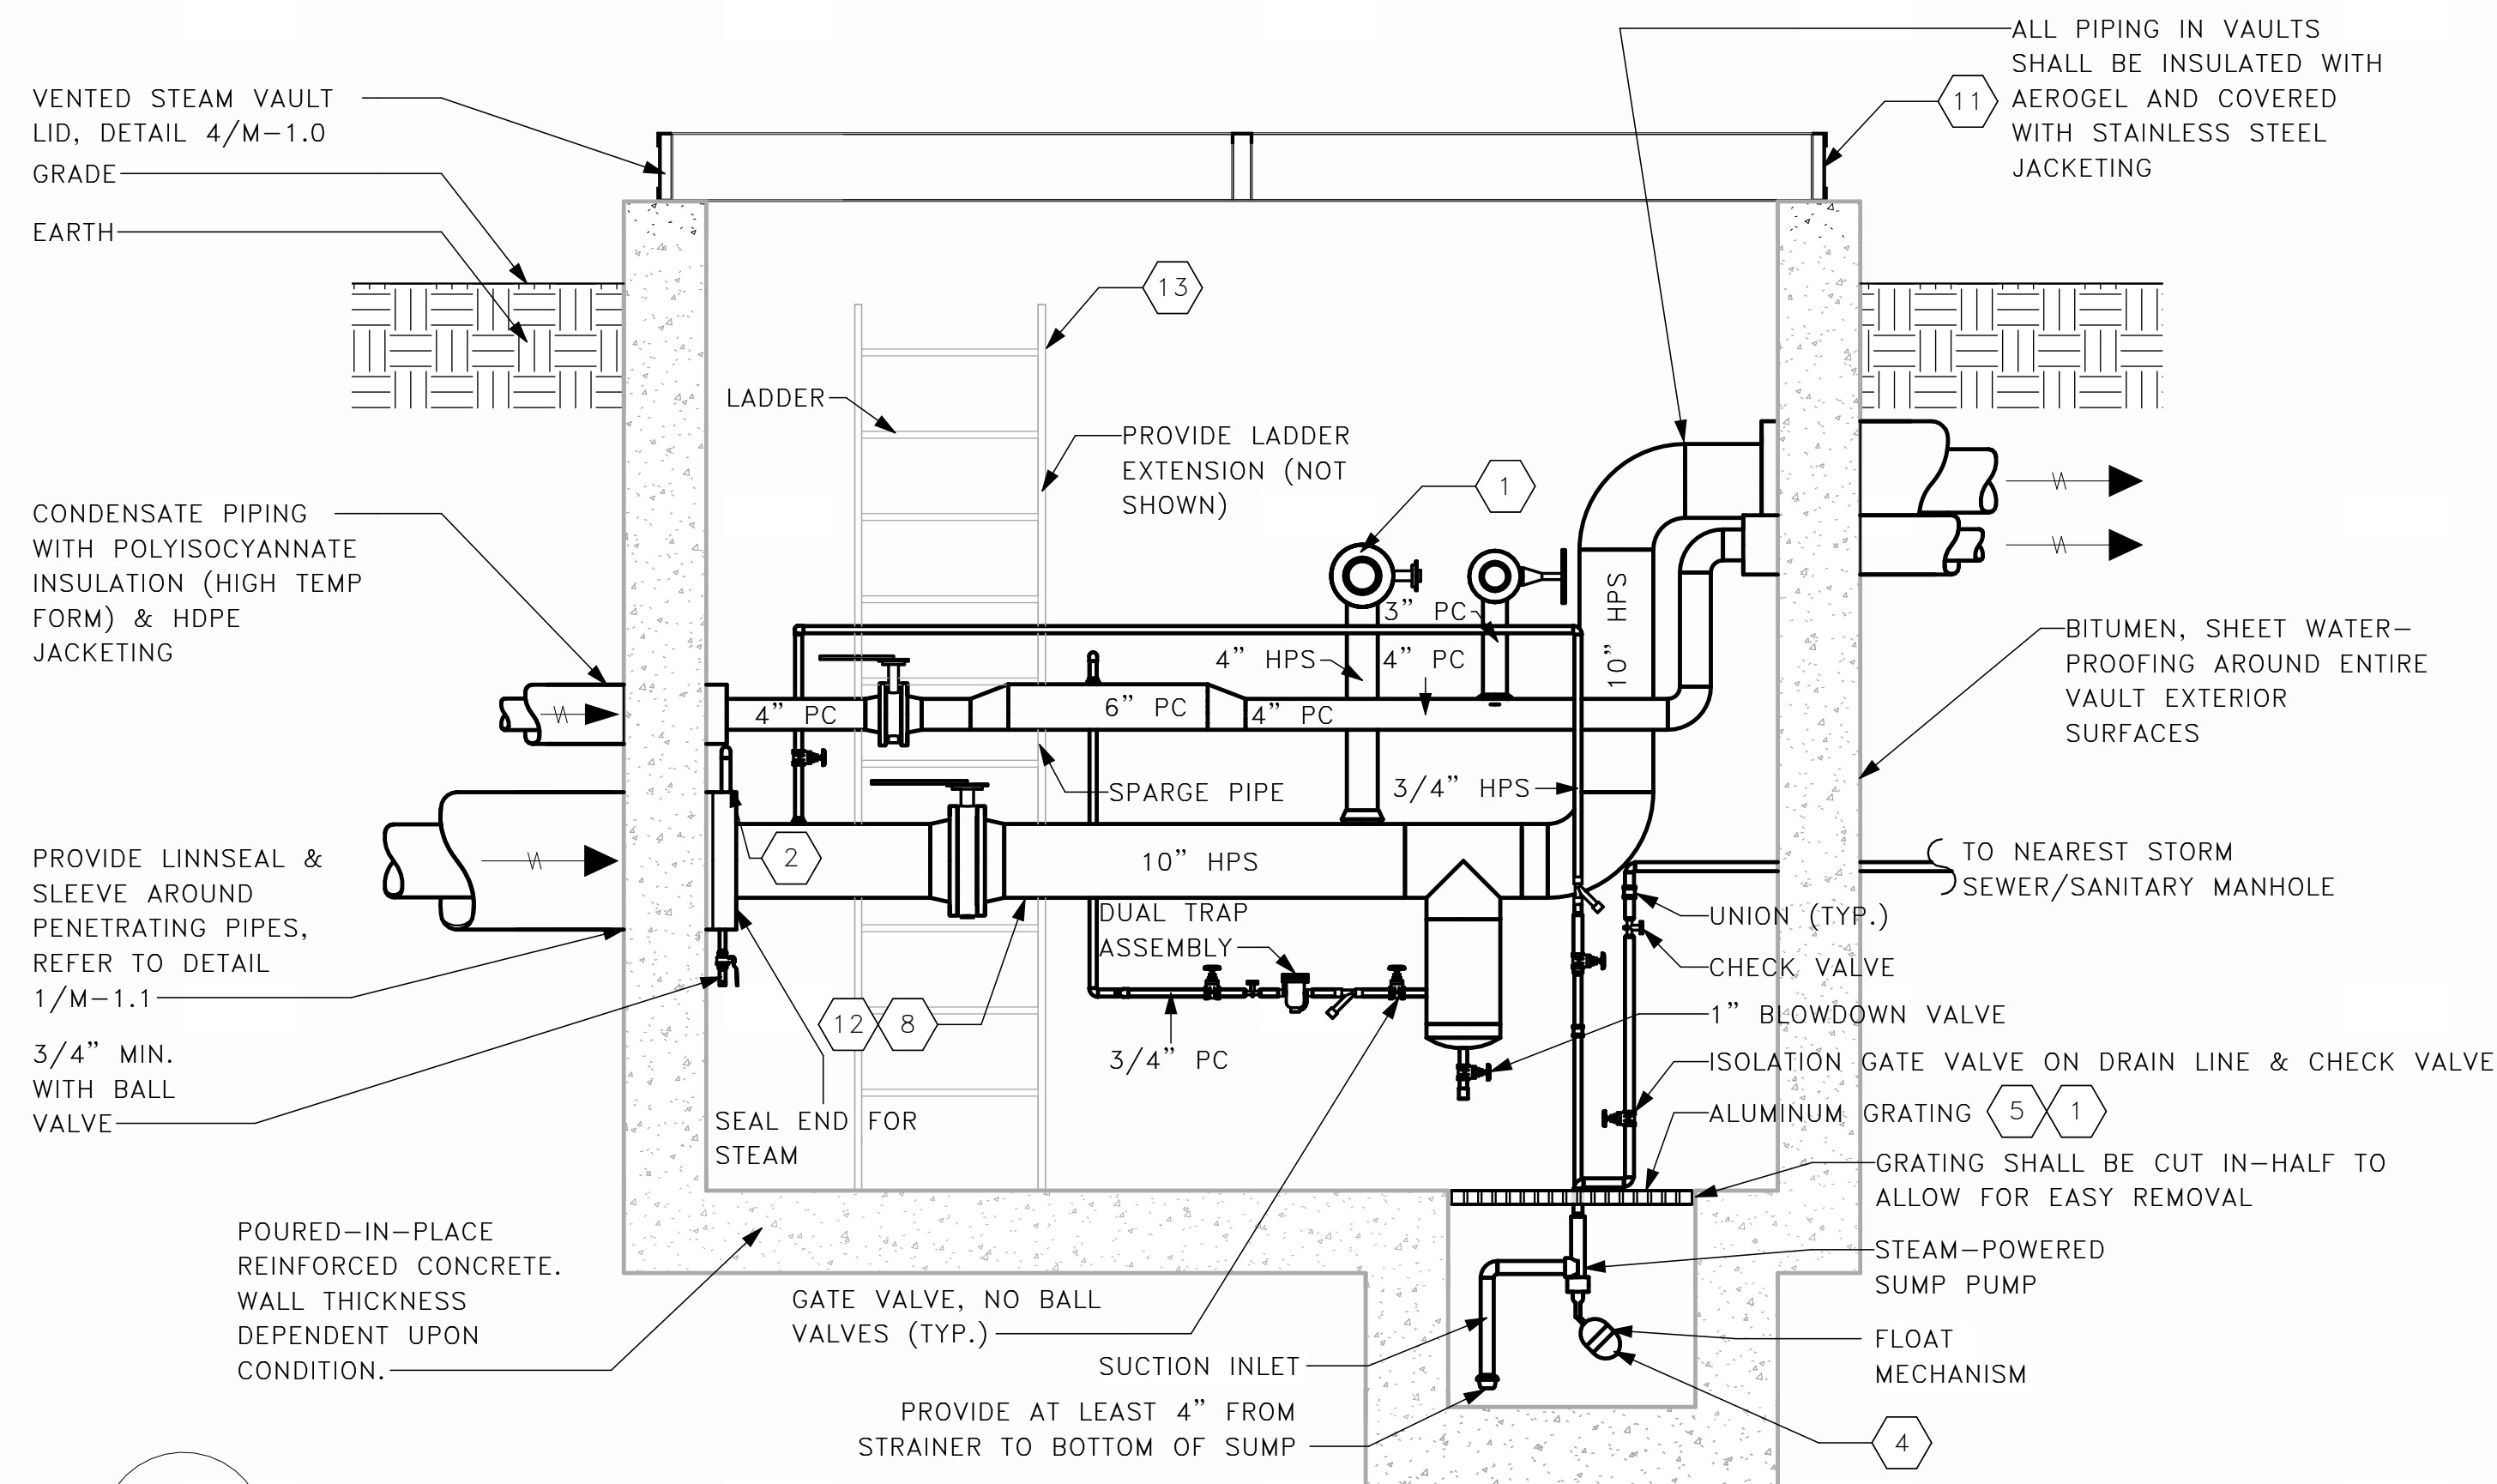 ALL PIPING IN VAULTS
SHALL BE INSULATED WITH
AEROGEL AND COVERED
WITH STAINLESS STEEL
JACKETING
11
VENTED STEAM VAULT
LID, DETAIL 4/M-1.0
GRADE
EARTH
13
LADDER
PROVIDE LADDER
EXTENSION (NOT
SHOWN)
1
CONDENSATE PIPING
WITH POLYISOCYANNATE
INSULATION (HIGH TEMP
FORM) & HDPE
JACKETING
W
W
10" HPS
3" PC
4" HPS
4" PC
BITUMEN, SHEET WATER-
PROOFING AROUND ENTIRE
VAULT EXTERIOR
SURFACES
W
4" PC
6" PC
4" PC
SPARGE PIPE
3/4" HPS
W
2
10" HPS
PROVIDE LINNSEAL &
SLEEVE AROUND
PENETRATING PIPES,
REFER TO DETAIL
1/M-1.1
TO NEAREST STORM
SEWER/SANITARY MANHOLE
DUAL TRAP
ASSEMBLY
UNION (TYP.)
CHECK VALVE
1" BLOWDOWN VALVE
12
8
3/4" PC
3/4" MIN.
WITH BALL
VALVE
ISOLATION GATE VALVE ON DRAIN LINE & CHECK VALVE
ALUMINUM GRATING
5
1
SEAL END FOR
STEAM
GRATING SHALL BE CUT IN-HALF TO
ALLOW FOR EASY REMOVAL
POURED-IN-PLACE
REINFORCED CONCRETE.
WALL THICKNESS
DEPENDENT UPON
CONDITION.
STEAM-POWERED
SUMP PUMP
GATE VALVE, NO BALL
VALVES (TYP.)
FLOAT
MECHANISM
SUCTION INLET
PROVIDE AT LEAST 4" FROM
STRAINER TO BOTTOM OF SUMP
4